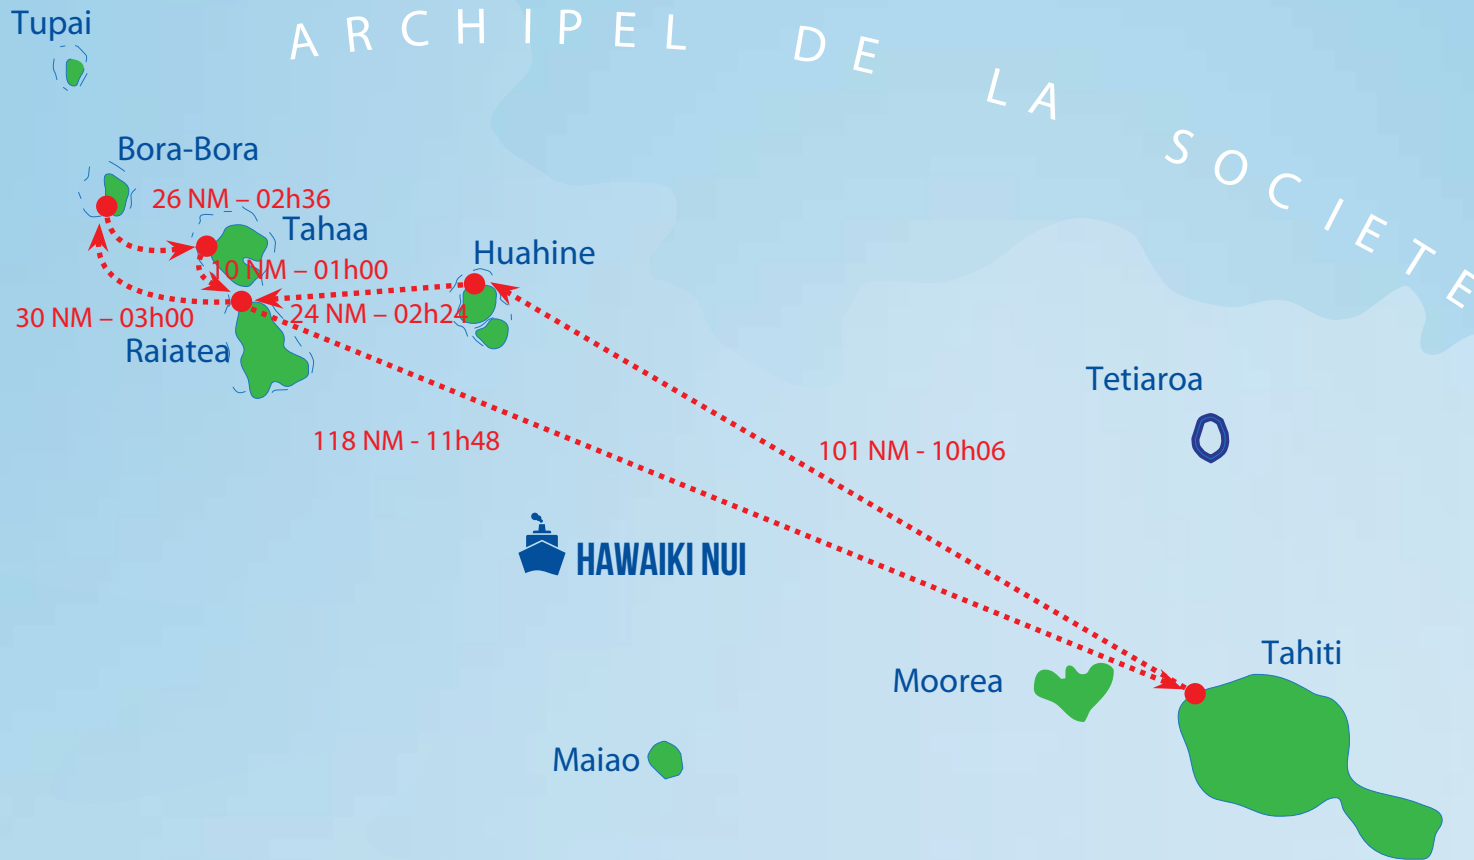 Tupai
ARCHIPEL DE LA SOCIETE
Bora-Bora
26 NM – 02h36
Tahaa
Huahine
10 NM – 01h00
30 NM – 03h00
24 NM – 02h24
Raiatea
Tetiaroa
118 NM - 11h48
101 NM - 10h06
HAWAIKI NUI
Tahiti
Moorea
Maiao